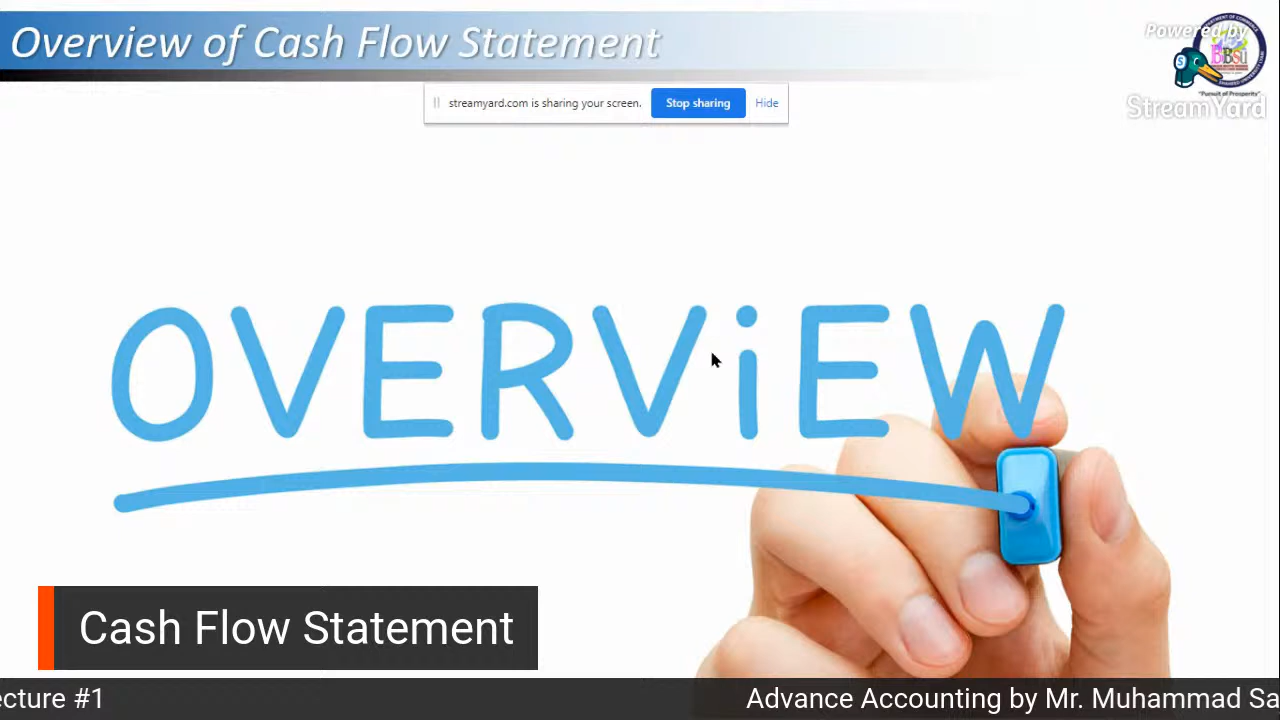 Overview of Cash Flow Statement
Powered by
StreamYard
BBSU
"Pursuit of Prosperity"
streamyard.com is sharing your screen.
Stop sharing
Hide
OVERViEW
Cash Flow Statement
ecture #1
Advance Accounting by Mr. Muhammad Sa